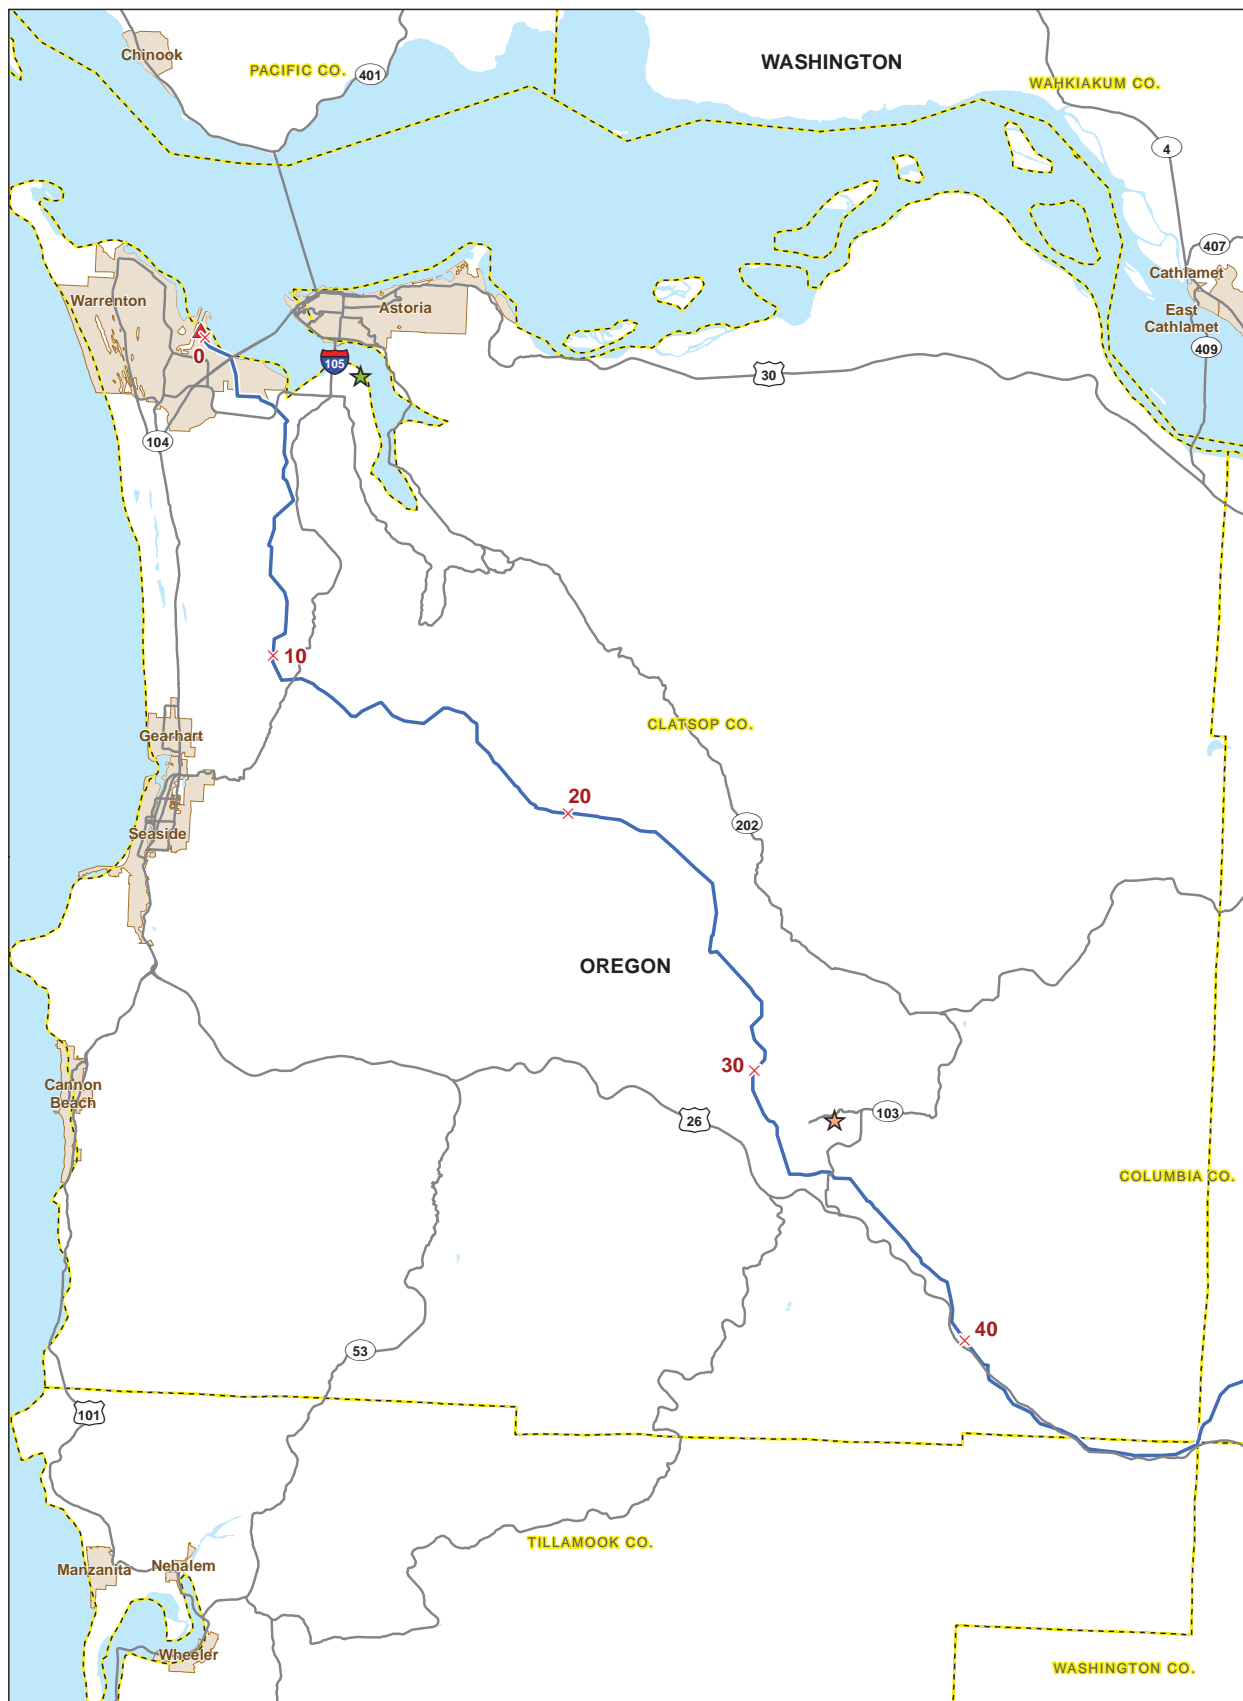 Chinook
PACIFIC CO.
401
WASHINGTON
WAHKIAKUM CO.
4
407
Cathlamet
East
Cathlamet
409
Warrenton
Astoria
0
105
30
104
10
CLATSOP CO.
Gearhart
20
202
Seaside
OREGON
30
Cannon
Beach
26
103
COLUMBIA CO.
40
53
101
TILLAMOOK CO.
Manzanita
Nehalem
Wheeler
WASHINGTON CO.